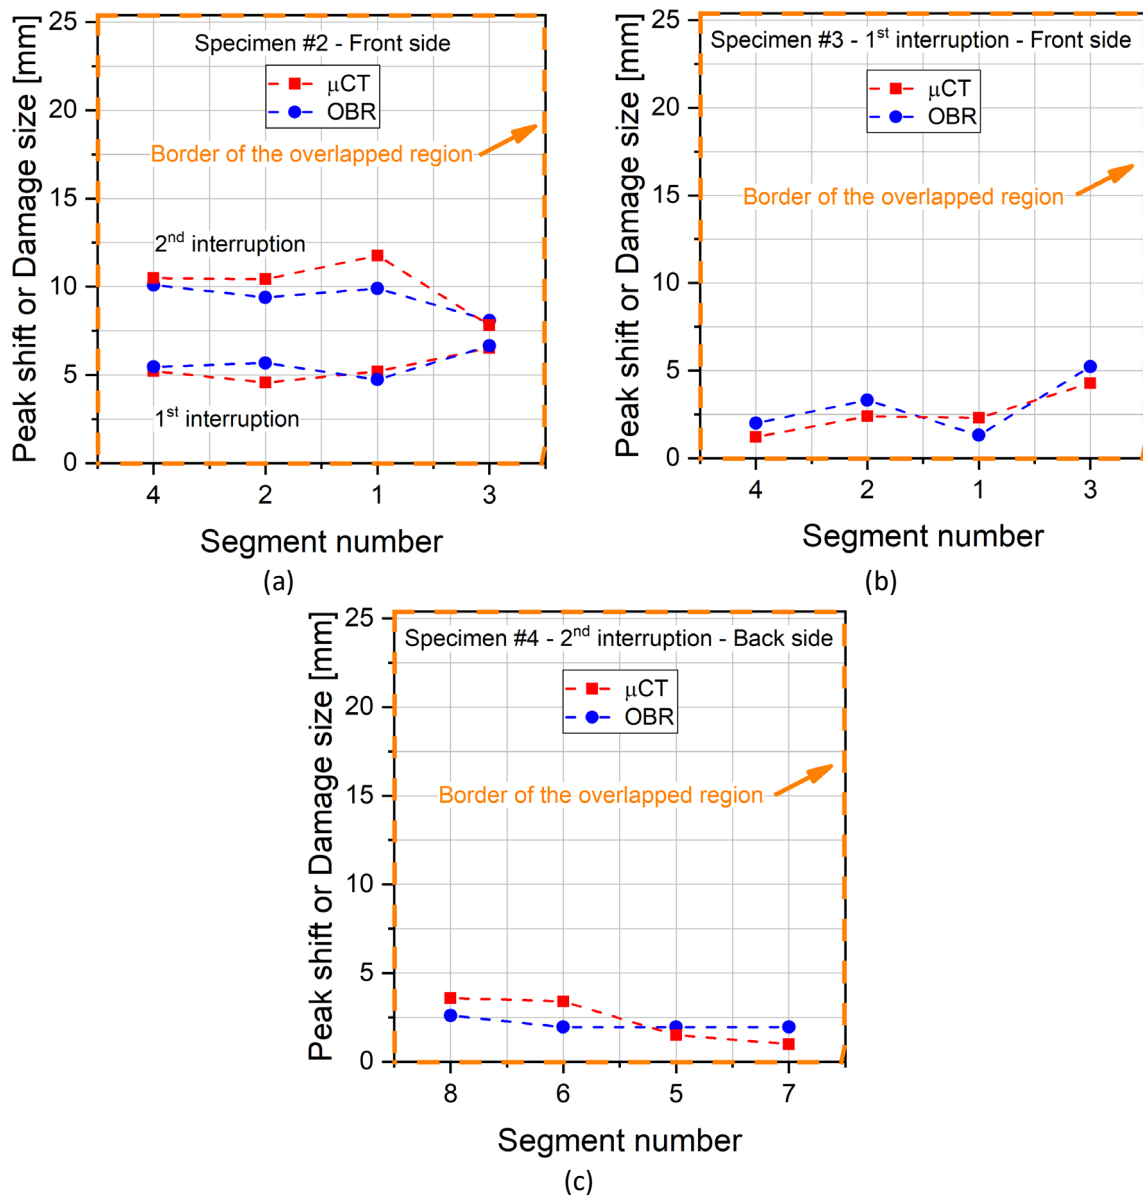 Peak shift or Damage size [mm]
25
20
15
10
5
0
Specimen #2 - Front side
μCT
OBR
Border of the overlapped region
2nd interruption
1st interruption
4 2 1 3
Segment number
(a)
Peak shift or Damage size [mm]
25
20
15
10
5
0
Specimen #3 - 1st interruption - Front side
μCT
OBR
Border of the overlapped region
4 2 1 3
Segment number
(b)
Peak shift or Damage size [mm]
25
20
15
10
5
0
Specimen #4 - 2nd interruption - Back side
μCT
OBR
Border of the overlapped region
8 6 5 7
Segment number
(c)